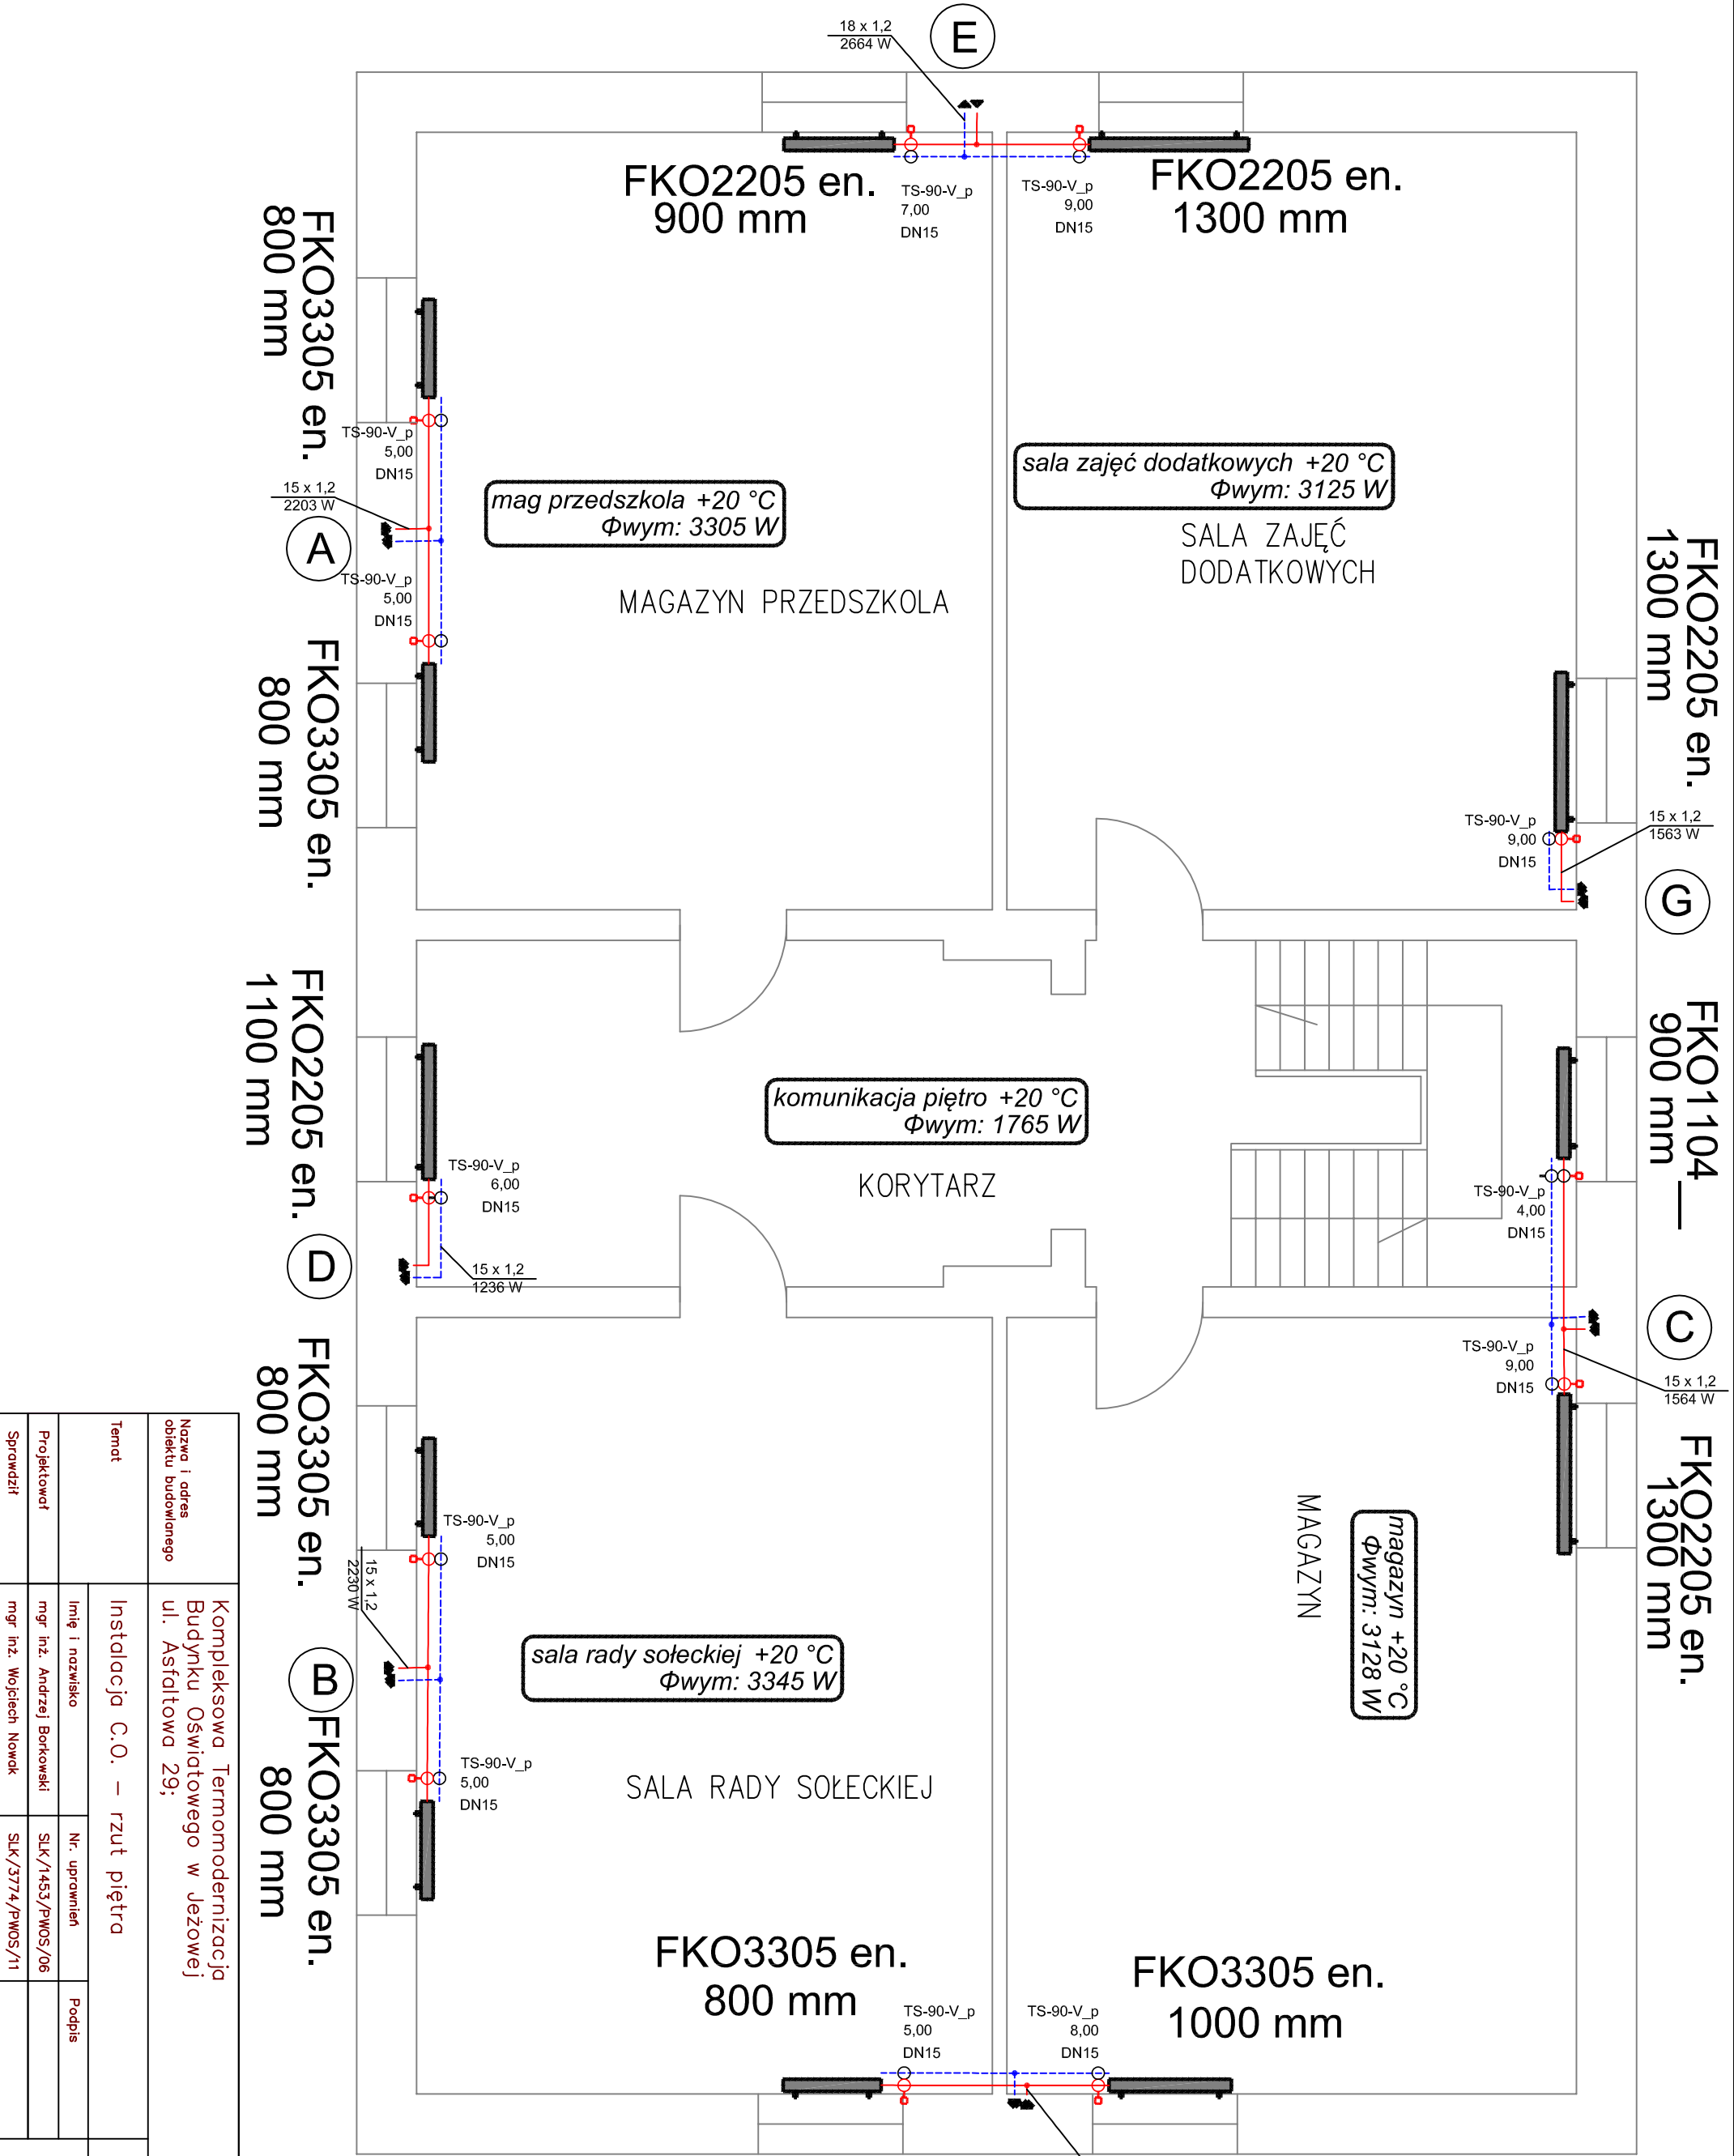 18 x 1,2
2664 W
E
FKO2205 en.
900 mm
TS-90-V_p
7,00
DN15
TS-90-V_p
9,00
DN15
FKO2205 en.
1300 mm
FKO3305 en.
800 mm
TS-90-V_p
5,00
DN15
15 x 1,2
2203 W
A
TS-90-V_p
5,00
DN15
FKO3305 en.
800 mm
mag przedszkola +20 °C
Φwym: 3305 W
MAGAZYN PRZEDSZKOLA
sala zajęć dodatkowych +20 °C
Φwym: 3125 W
SALA ZAJĘĆ
DODATKOWYCH
FKO2205 en.
1300 mm
TS-90-V_p
9,00
DN15
15 x 1,2
1563 W
G
FKO2205 en.
1100 mm
TS-90-V_p
6,00
DN15
D
15 x 1,2
1236 W
komunikacja piętro +20 °C
Φwym: 1765 W
KORYTARZ
FKO1104
900 mm
TS-90-V_p
4,00
DN15
C
TS-90-V_p
9,00
DN15
15 x 1,2
1564 W
FKO2205 en.
1300 mm
FKO3305 en.
800 mm
TS-90-V_p
5,00
DN15
15 x 1,2
2230 W
B
TS-90-V_p
5,00
DN15
FKO3305 en.
800 mm
sala rady sołeckiej +20 °C
Φwym: 3345 W
SALA RADY SOŁECKIEJ
MAGAZYN
magazyn +20 °C
Φwym: 3128 W
FKO3305 en.
800 mm
TS-90-V_p
5,00
DN15
TS-90-V_p
8,00
DN15
FKO3305 en.
1000 mm
Nazwa i adres
obiektu budowlanego
Kompleksowa Termomodernizacja
Budynku Oświatowego w Jeżowej
ul. Asfaltowa 29;
Temat
Instalacja C.O. – rzut piętra
Imię i nazwisko
Nr. uprawnień
Podpis
Projektował
mgr inż. Andrzej Borkowski
SLK/1453/PWOS/06
Sprawdził
mgr inż. Wojciech Nowak
SLK/3774/PWOS/11